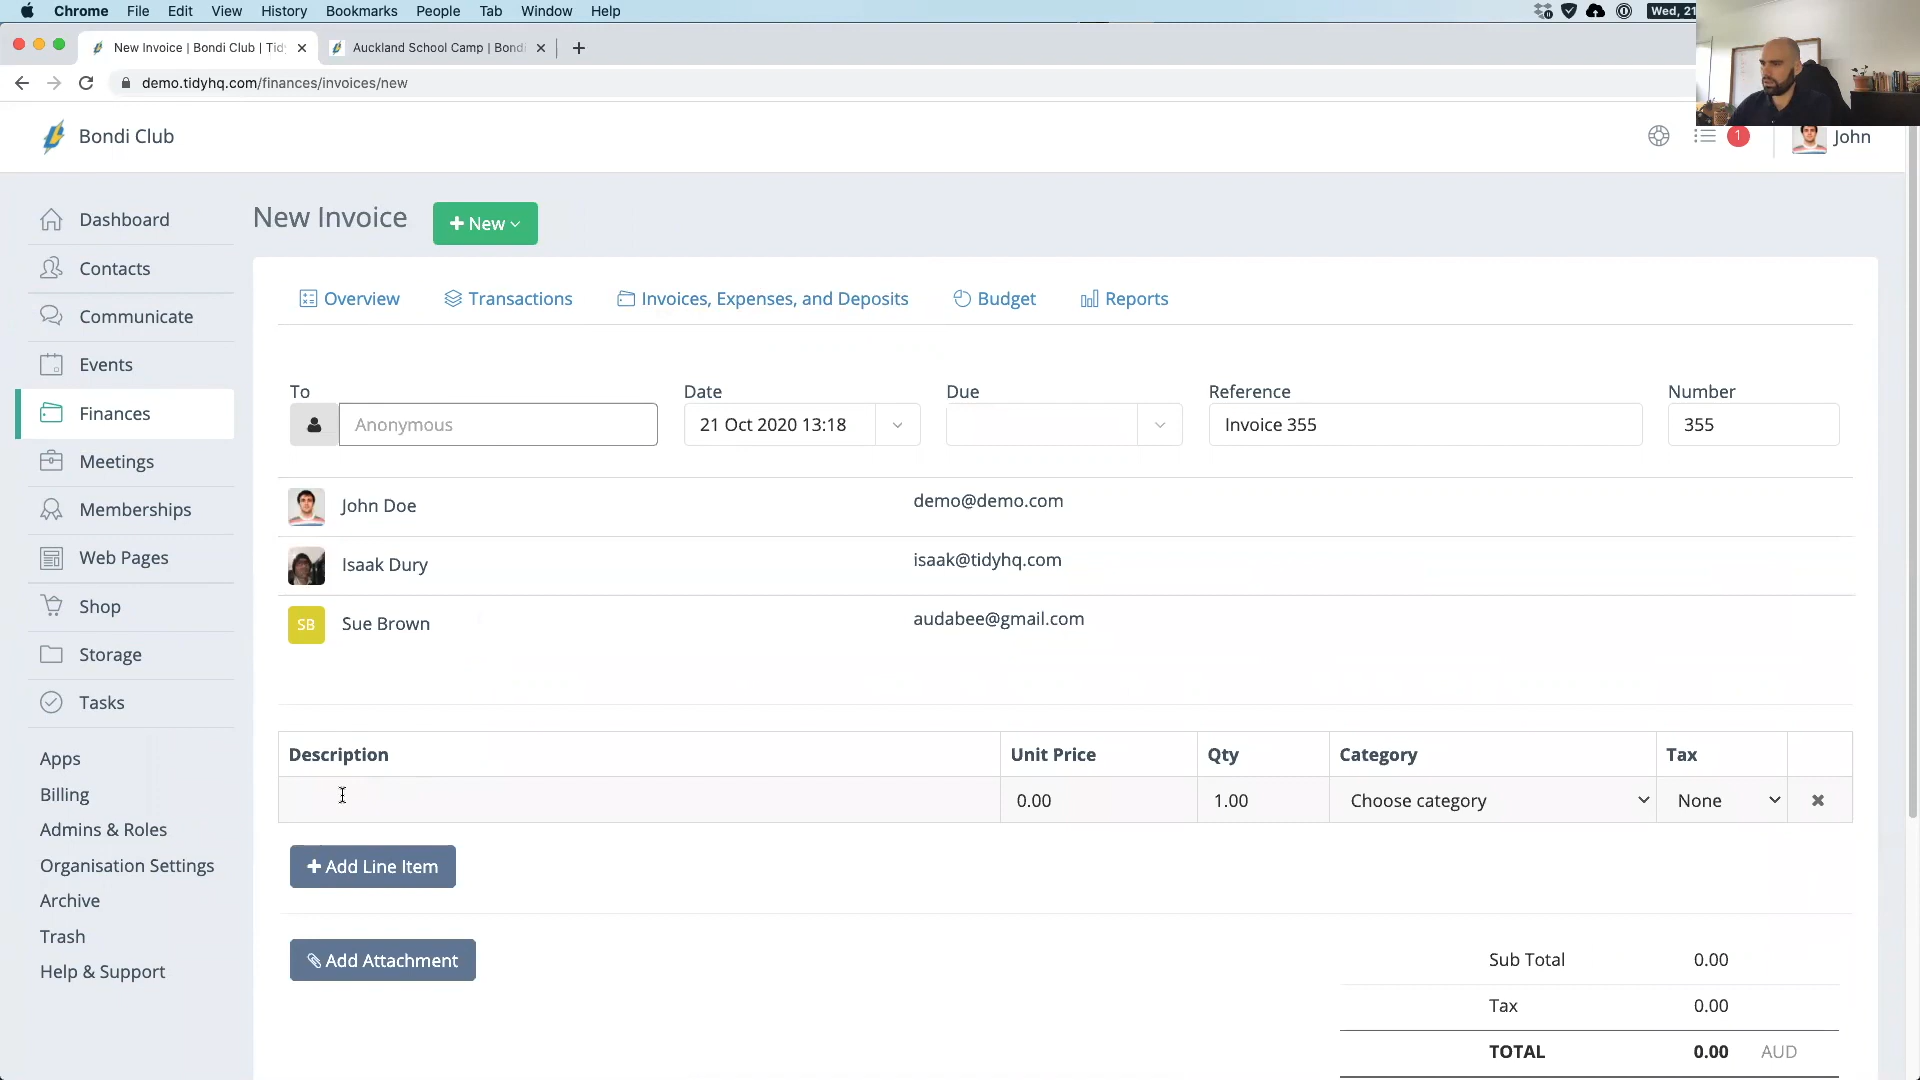 Chrome File Edit View History Bookmarks People Tab Window Help
Wed, 21
New Invoice | Bondi Club | Tid
Auckland School Camp | Bondi
demo.tidyhq.com/finances/invoices/new
Bondi Club
1
John
Dashboard
Contacts
Communicate
Events
Finances
Meetings
Memberships
Web Pages
Shop
Storage
Tasks
Apps
Billing
Admins & Roles
Organisation Settings
Archive
Trash
Help & Support
New Invoice
New
Overview Transactions Invoices, Expenses, and Deposits Budget Reports
To Date Due Reference Number
Anonymous 21 Oct 2020 13:18 Invoice 355 355
John Doe demo@demo.com
Isaak Dury isaak@tidyhq.com
SB Sue Brown audabee@gmail.com
Description Unit Price Qty Category Tax
0.00 1.00 Choose category None
Add Line Item
Add Attachment
Sub Total 0.00
Tax 0.00
TOTAL 0.00 AUD